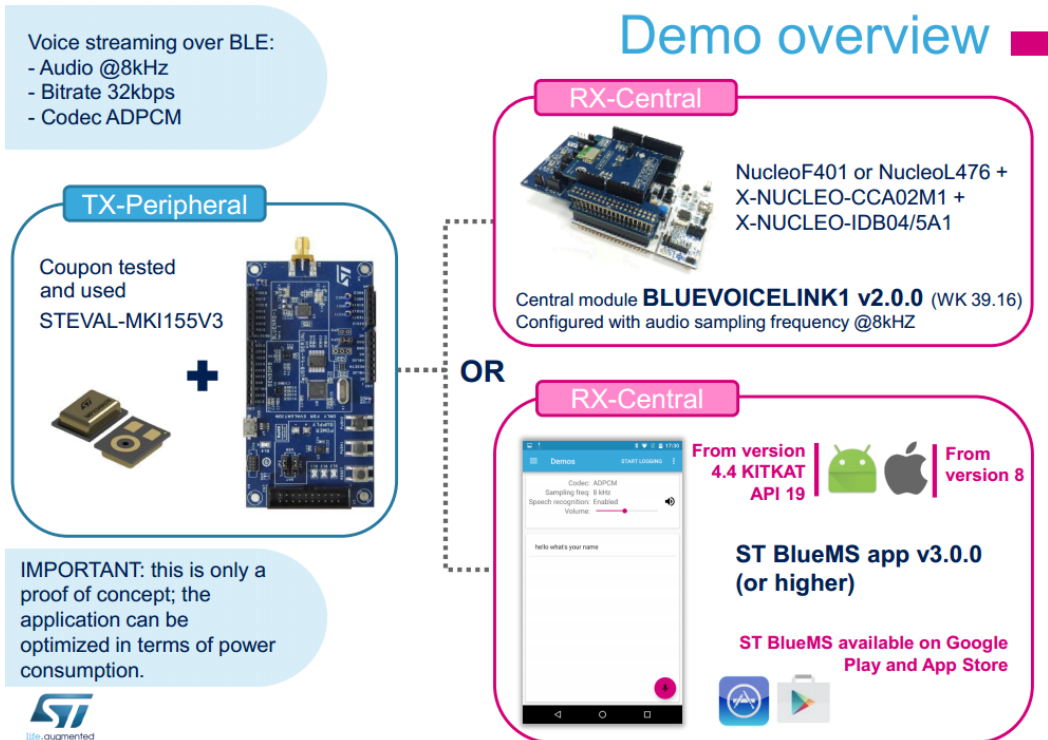 Demo overview
Voice streaming over BLE:
- Audio @8kHz
- Bitrate 32kbps
- Codec ADPCM
TX-Peripheral
Coupon tested
and used
STEVAL-MKI155V3
IMPORTANT: this is only a
proof of concept; the
application can be
optimized in terms of power
consumption.
ST
life.augmented
OR
RX-Central
NucleoF401 or NucleoL476 +
X-NUCLEO-CCA02M1 +
X-NUCLEO-IDB04/5A1
Central module BLUEVOICELINK1 v2.0.0 (WK 39.16)
Configured with audio sampling frequency @8kHZ
RX-Central
17:30
Demos
START LOGGING
Codec: ADPCM
Sampling freq: 8 kHz
Speech recognition: Enabled
Volume:
hello what's your name
From version
4.4 KITKAT
API 19
From
version 8
ST BlueMS app v3.0.0
(or higher)
ST BlueMS available on Google
Play and App Store